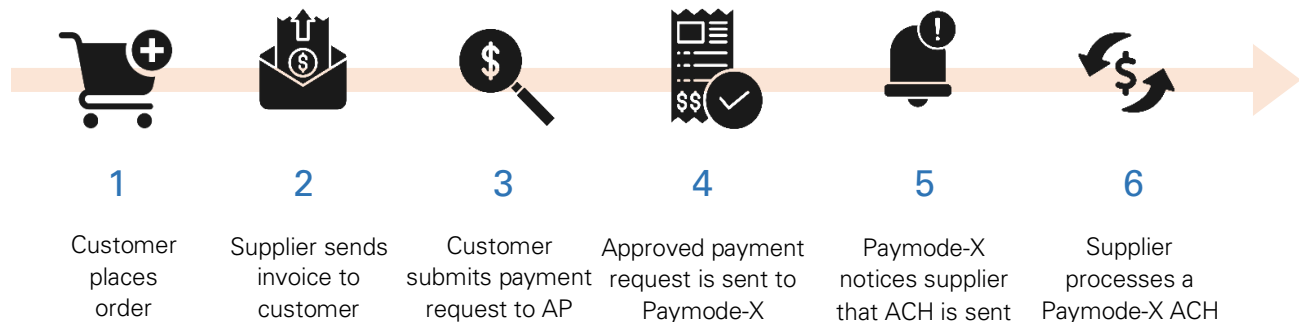 !
$
$
$$
$
1
2
3
4
5
6
Customer
places
order
Supplier sends
invoice to
customer
Customer
submits payment
request to AP
Approved payment
request is sent to
Paymode-X
Paymode-X
notices supplier
that ACH is sent
Supplier
processes a
Paymode-X ACH